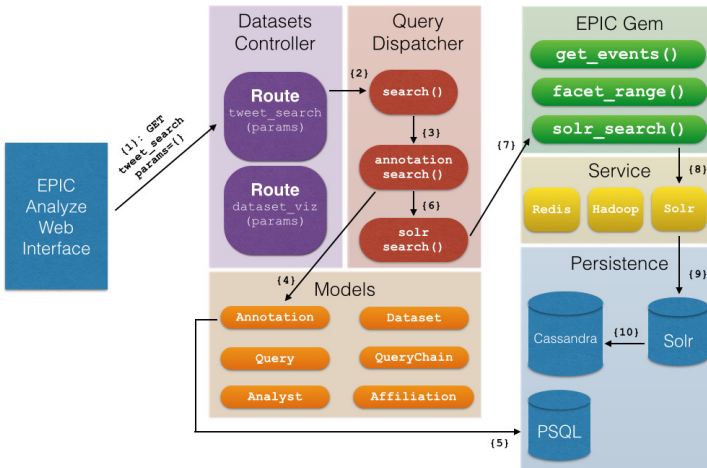 Datasets
Controller
Query
Dispatcher
EPIC Gem
get_events()
facet_range()
solr_search()
Route
tweet_search
(params)
Route
dataset_viz
(params)
{2}
search()
{3}
annotation
search()
{6}
solr
search()
{7}
{8}
{1}: GET
tweet_search
params={}
EPIC
Analyze
Web
Interface
Service
Redis
Hadoop
Solr
{9}
{4}
Models
Annotation
Dataset
Query
QueryChain
Analyst
Affiliation
{5}
Persistence
Cassandra
{10}
Solr
PSQL